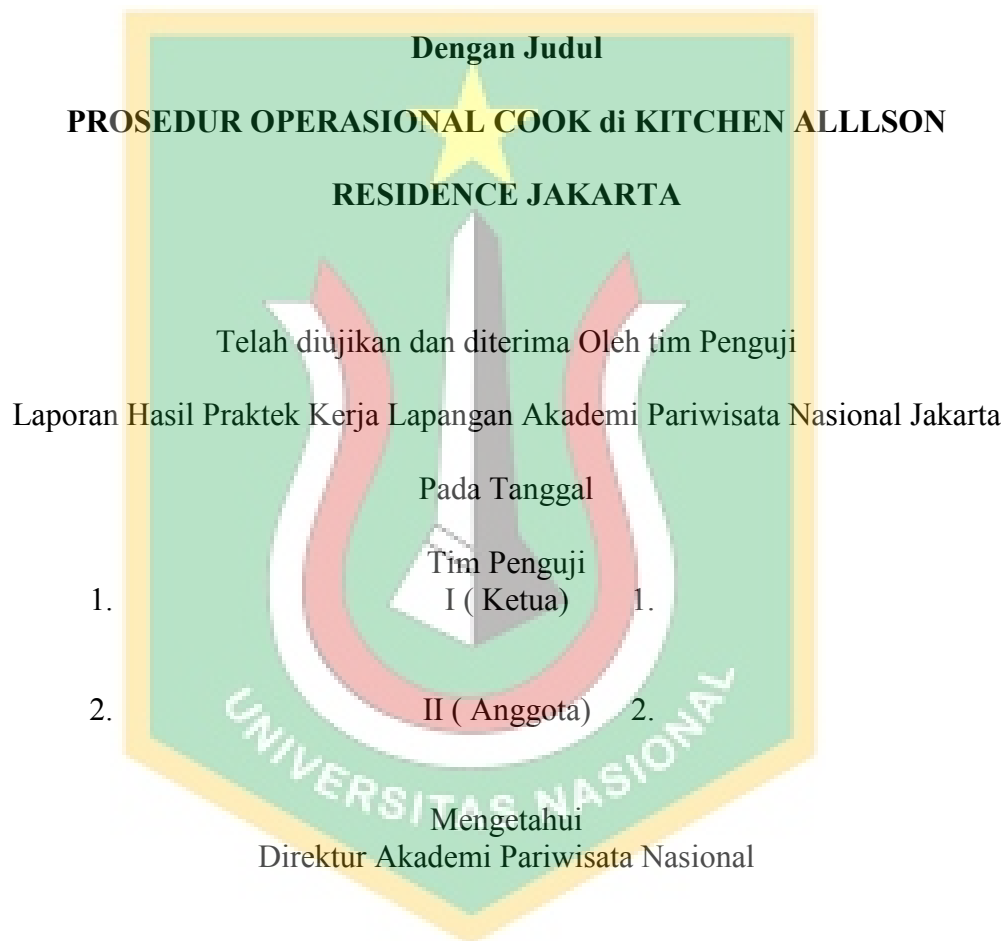 Dengan Judul
PROSEDUR OPERASIONAL COOK di KITCHEN ALLLSON
RESIDENCE JAKARTA
Telah diujikan dan diterima Oleh tim Penguji
Laporan Hasil Praktek Kerja Lapangan Akademi Pariwisata Nasional Jakarta
Pada Tanggal
Tim Penguji
1. I ( Ketua) 1.
2. II ( Anggota) 2.
UNIVERSITAS NASIONAL
Mengetahui
Direktur Akademi Pariwisata Nasional